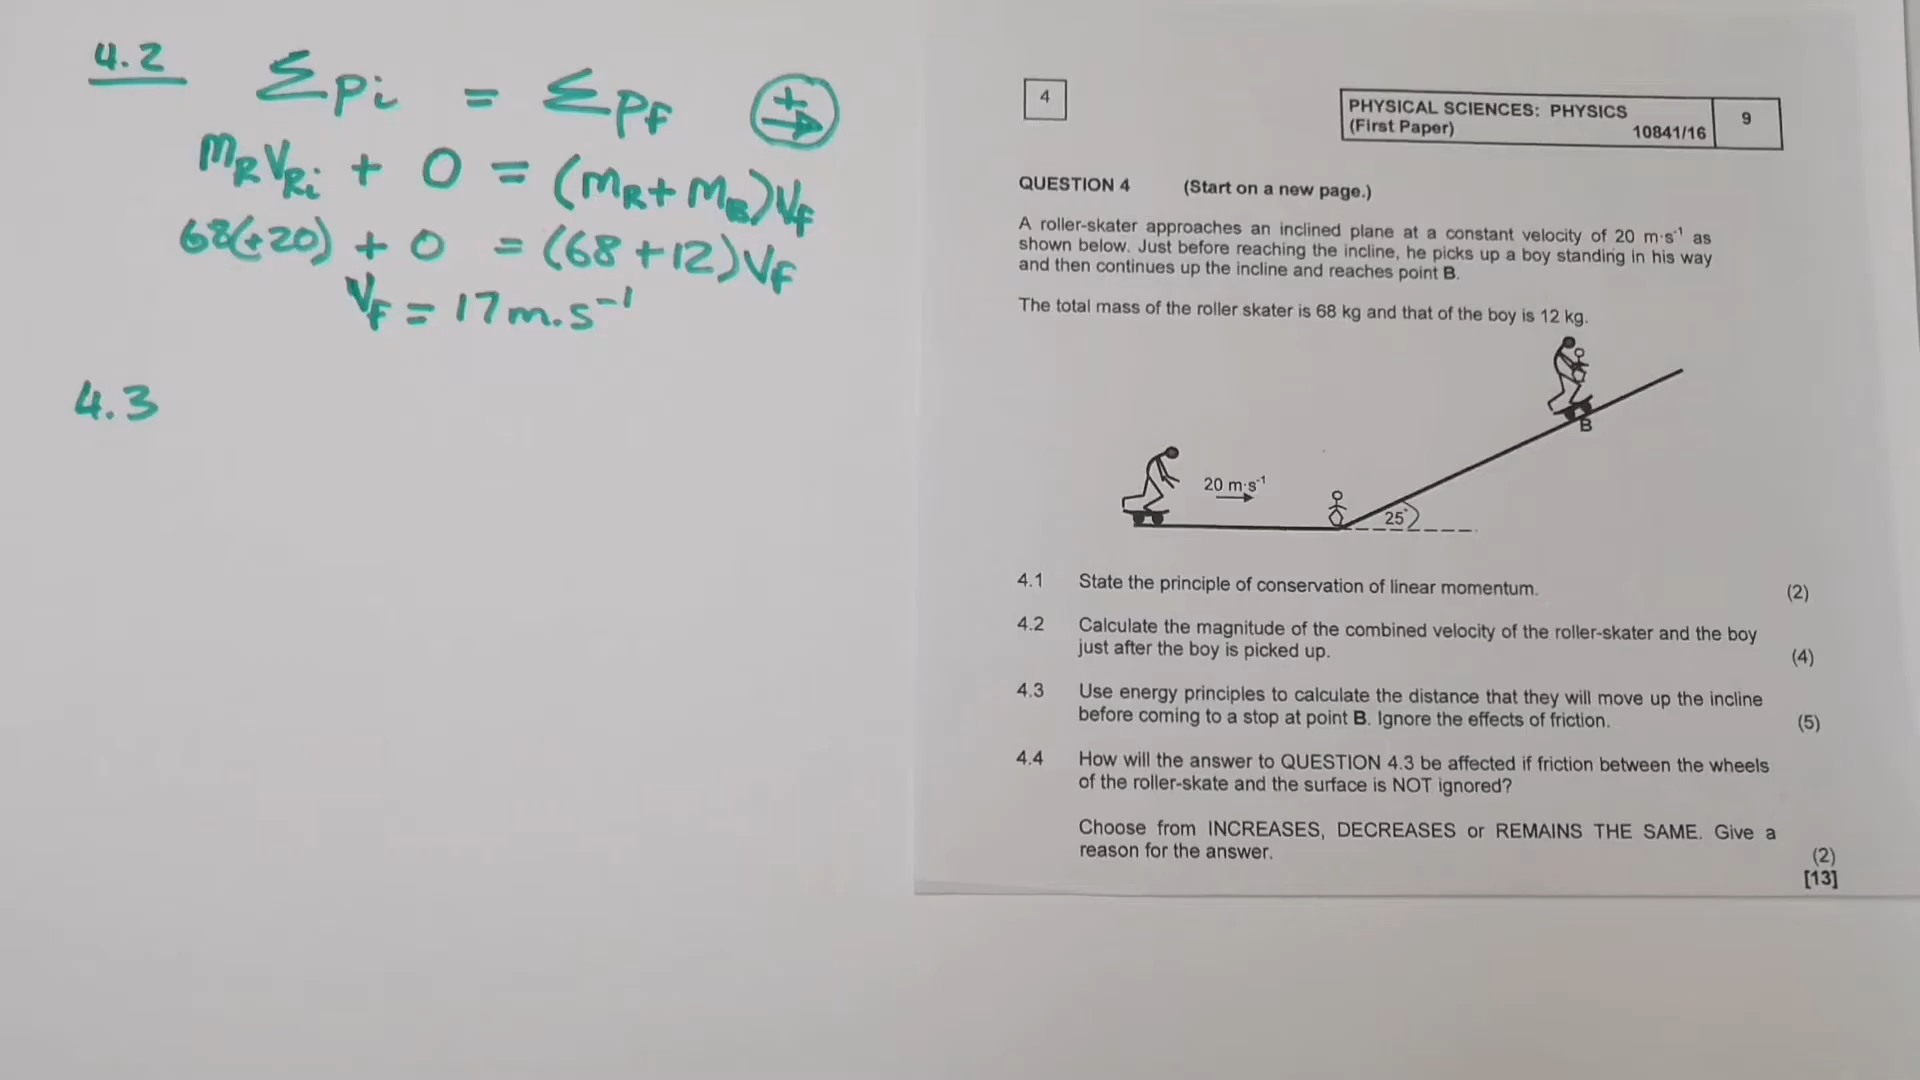 4.2 Σpi = Σpf +
mRvRi + 0 = (mR + mB)vf
68(+20) + 0 = (68 + 12)vf
vf = 17 m.s⁻¹
4.3
4
PHYSICAL SCIENCES: PHYSICS
(First Paper) 10841/16
9
QUESTION 4 (Start on a new page.)
A roller-skater approaches an inclined plane at a constant velocity of 20 m·s⁻¹ as
shown below. Just before reaching the incline, he picks up a boy standing in his way
and then continues up the incline and reaches point B.
The total mass of the roller skater is 68 kg and that of the boy is 12 kg.
B
20 m·s⁻¹
25°
4.1 State the principle of conservation of linear momentum. (2)
4.2 Calculate the magnitude of the combined velocity of the roller-skater and the boy
just after the boy is picked up. (4)
4.3 Use energy principles to calculate the distance that they will move up the incline
before coming to a stop at point B. Ignore the effects of friction. (5)
4.4 How will the answer to QUESTION 4.3 be affected if friction between the wheels
of the roller-skate and the surface is NOT ignored?
Choose from INCREASES, DECREASES or REMAINS THE SAME. Give a
reason for the answer. (2)
[13]